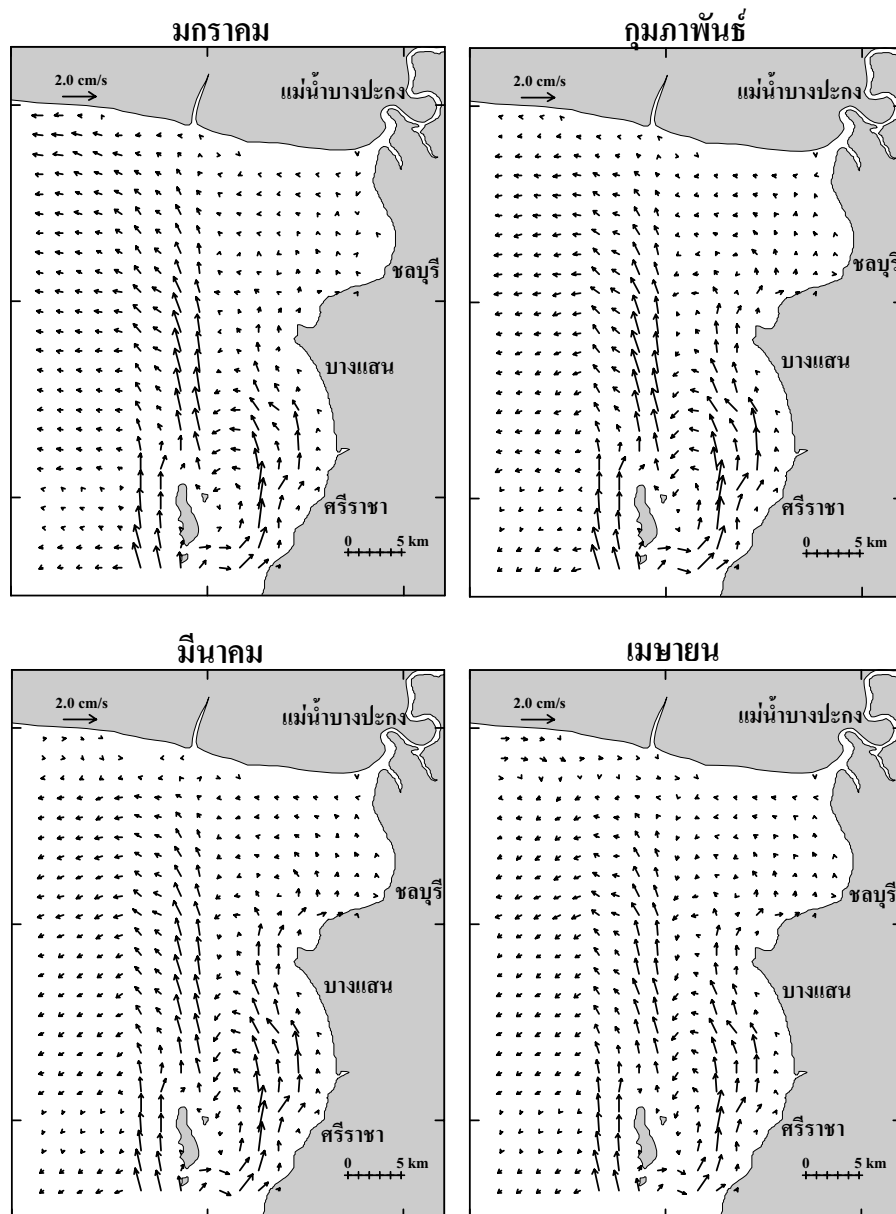 มกราคม
2.0 cm/s
แม่น้ำบางปะกง
ชลบุรี
บางแสน
ศรีราชา
0 5 km
กุมภาพันธ์
2.0 cm/s
แม่น้ำบางปะกง
ชลบุรี
บางแสน
ศรีราชา
0 5 km
มีนาคม
2.0 cm/s
แม่น้ำบางปะกง
ชลบุรี
บางแสน
ศรีราชา
0 5 km
เมษายน
2.0 cm/s
แม่น้ำบางปะกง
ชลบุรี
บางแสน
ศรีราชา
0 5 km